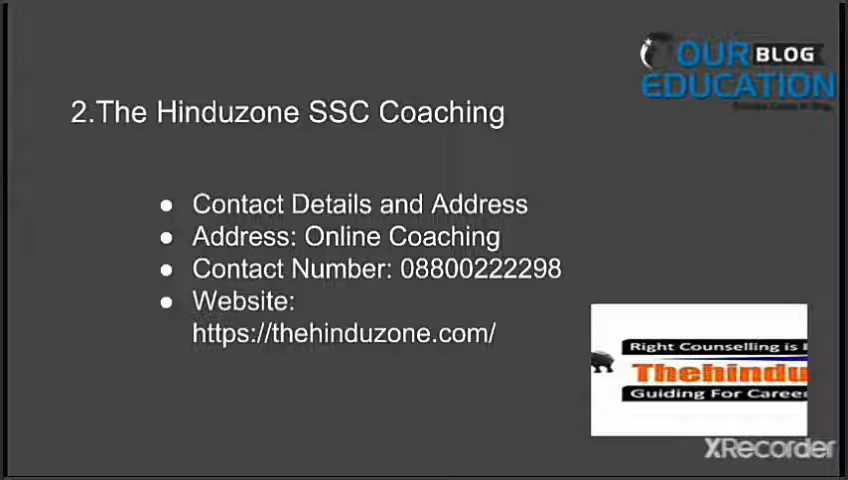 OUR BLOG
EDUCATION
2.The Hinduzone SSC Coaching
● Contact Details and Address
● Address: Online Coaching
● Contact Number: 08800222298
● Website:
https://thehinduzone.com/
Right Counselling is
Thehindu
Guiding For Career
XRecorder